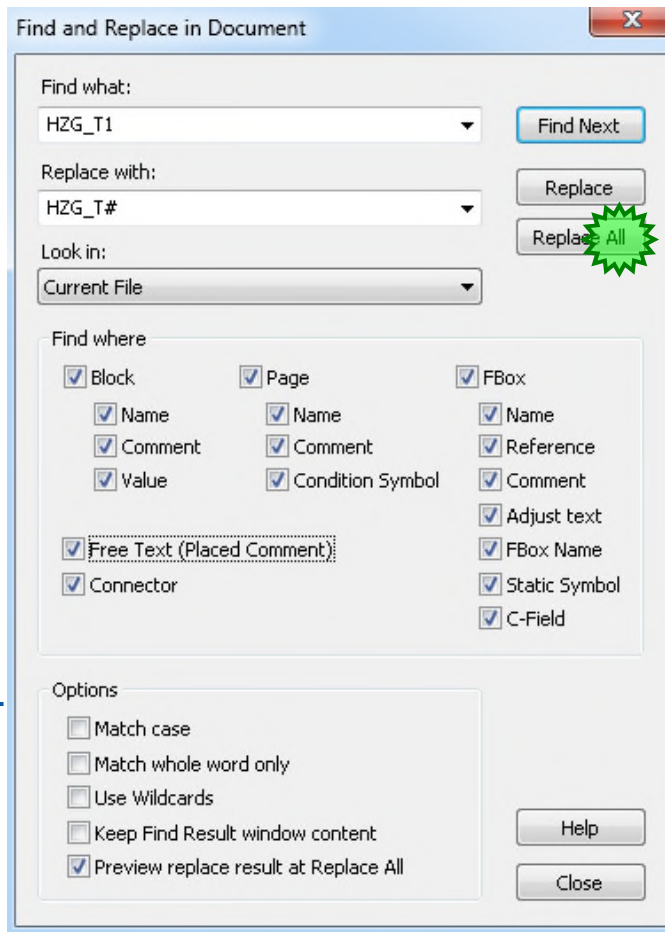 Find and Replace in Document
X
Find what:
HZG_T1
Find Next
Replace with:
HZG_T#
Replace
Replace All
Look in:
Current File
Find where
Block Page FBox
Name Name Name
Comment Comment Reference
Value Condition Symbol Comment
Adjust text
Free Text (Placed Comment) FBox Name
Connector Static Symbol
C-Field
Options
Match case
Match whole word only
Use Wildcards
Keep Find Result window content
Help
Preview replace result at Replace All
Close